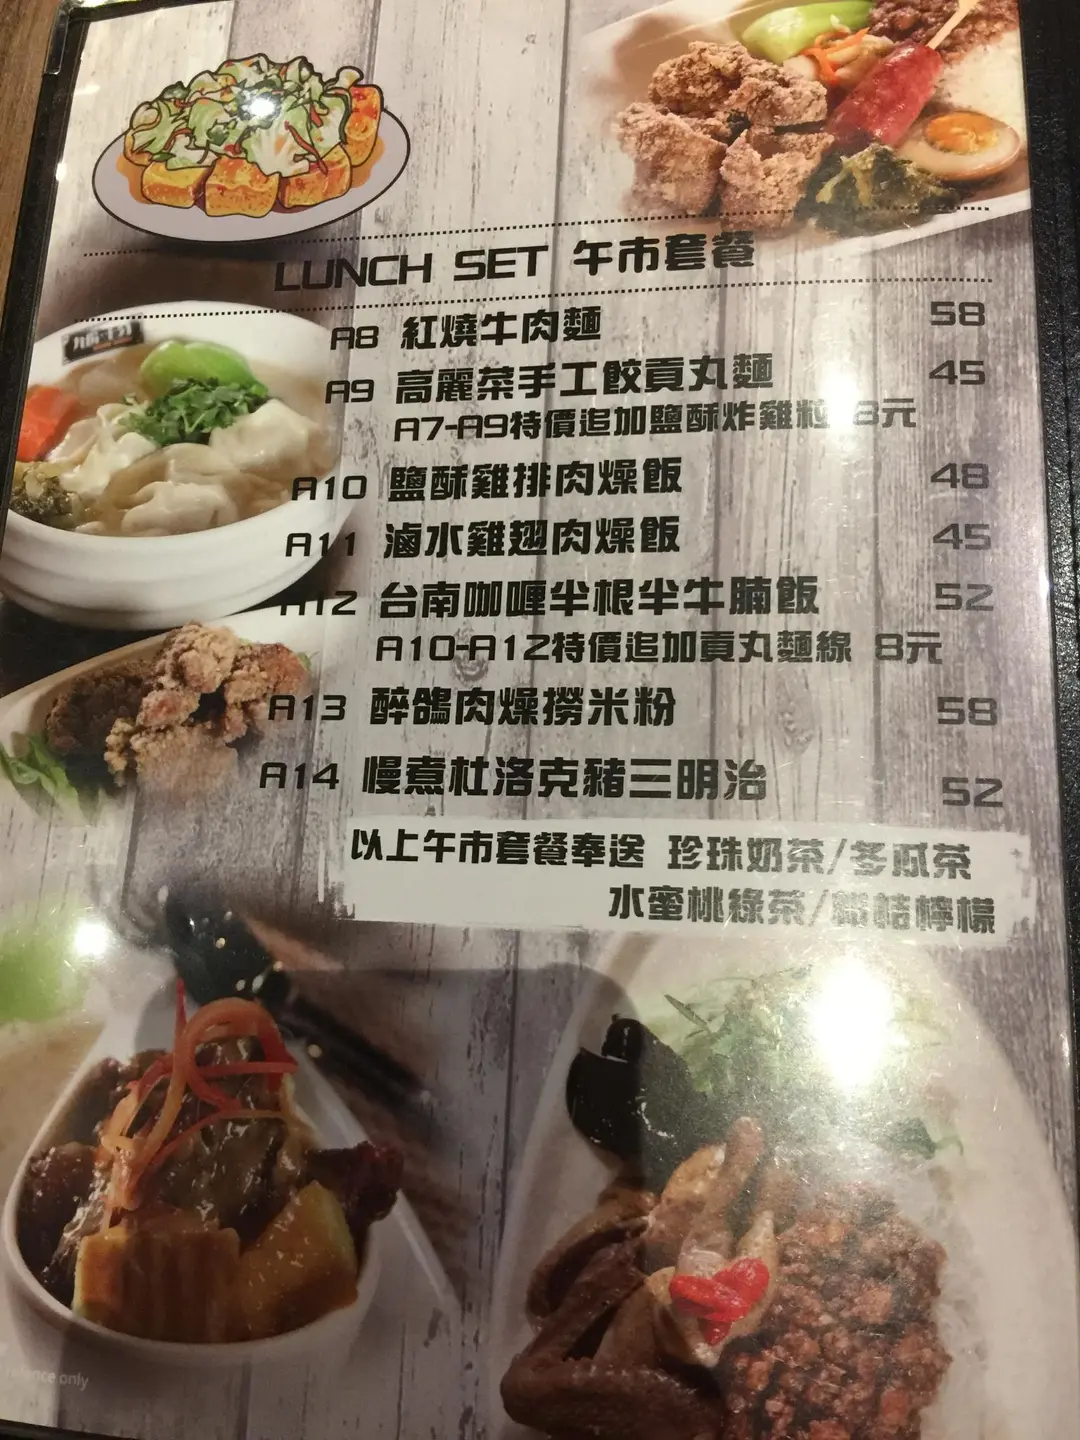 LUNCH SET 午市套餐
A8 紅燒牛肉麵 58
A9 高麗菜手工餃貢丸麵 45
A7-A9特價追加鹽酥炸雞粒 8元
A10 鹽酥雞排肉燥飯 48
A11 滷水雞翅肉燥飯 45
A12 台南咖喱半根半牛腩飯 52
A10-A12特價追加貢丸麵線 8元
A13 醉鴿肉燥撈米粉 58
A14 慢煮杜洛克豬三明治 52
以上午市套餐奉送 珍珠奶茶/冬瓜茶
水蜜桃綠茶/柑桔檸檬
only